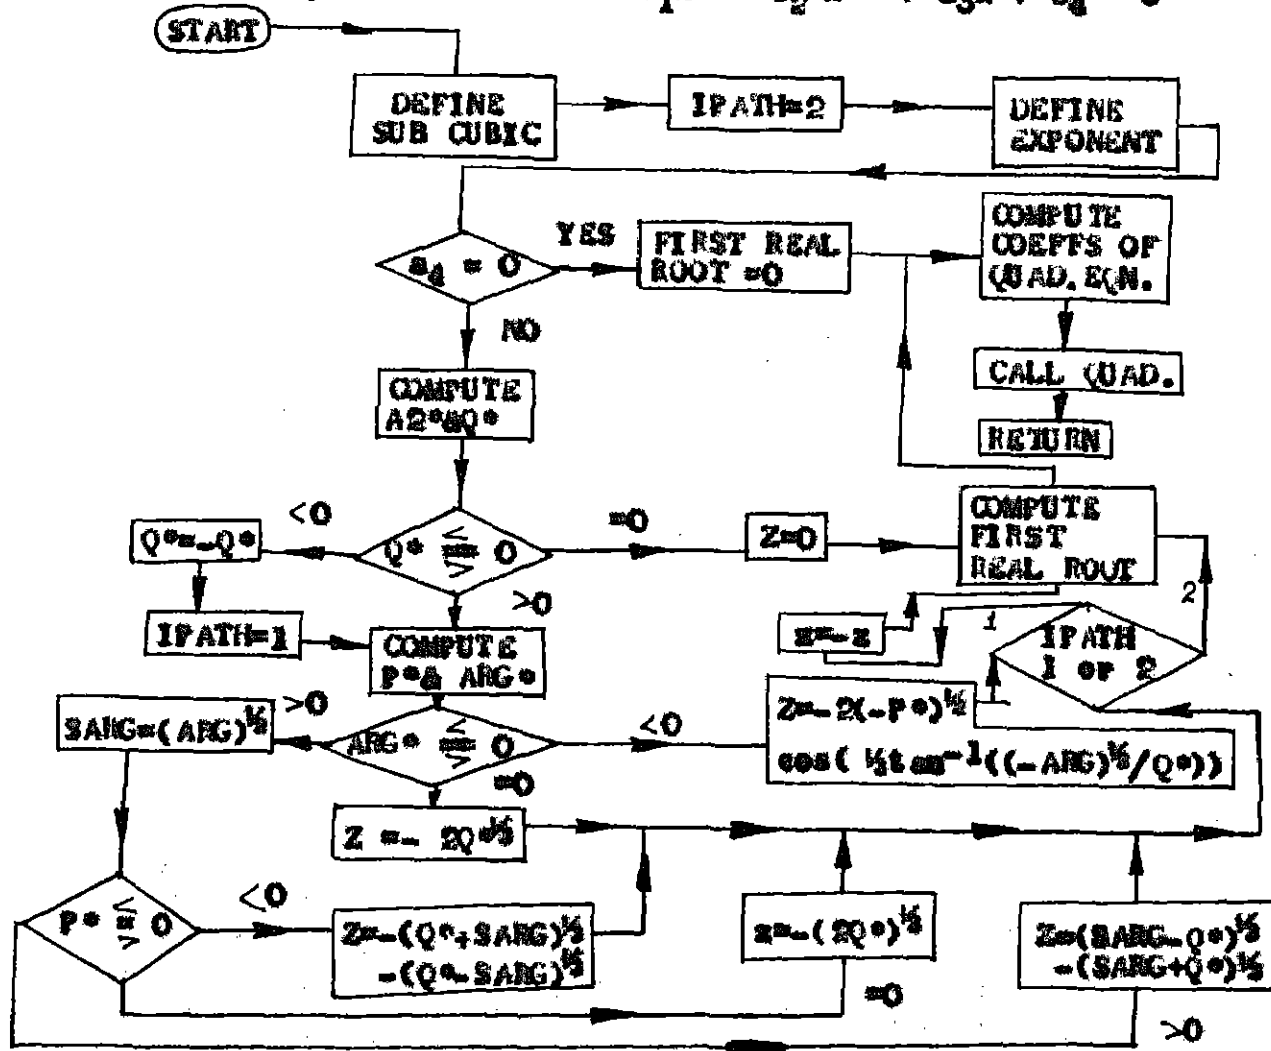 START
DEFINE
SUB CUBIC
IPATH=2
DEFINE
EXPONENT
a₄ = 0
YES
FIRST REAL
ROOT =0
COMPUTE
COEFFS OF
QUAD.EQN.
NO
CALL QUAD.
COMPUTE
A2*&Q*
RETURN
<0
Q*=-Q*
Q* ≤ = > 0
=0
Z=0
COMPUTE
FIRST
REAL ROOT
>0
2
IPATH=1
COMPUTE
P*& ARG*
z=-z
1
IPATH
1 or 2
>0
SARG=(ARG)^½
ARG* ≤ = > 0
<0
Z=-2(-P*)^½
cos( ⅓tan⁻¹((-ARG)^½/Q*))
=0
Z =- 2Q*^⅓
P* ≤ = > 0
<0
Z=-(Q*+SARG)^⅓
-(Q*-SARG)^⅓
z=-(2Q*)^⅓
Z=(SARG-Q*)^⅓
-(SARG+Q*)^⅓
=0
>0